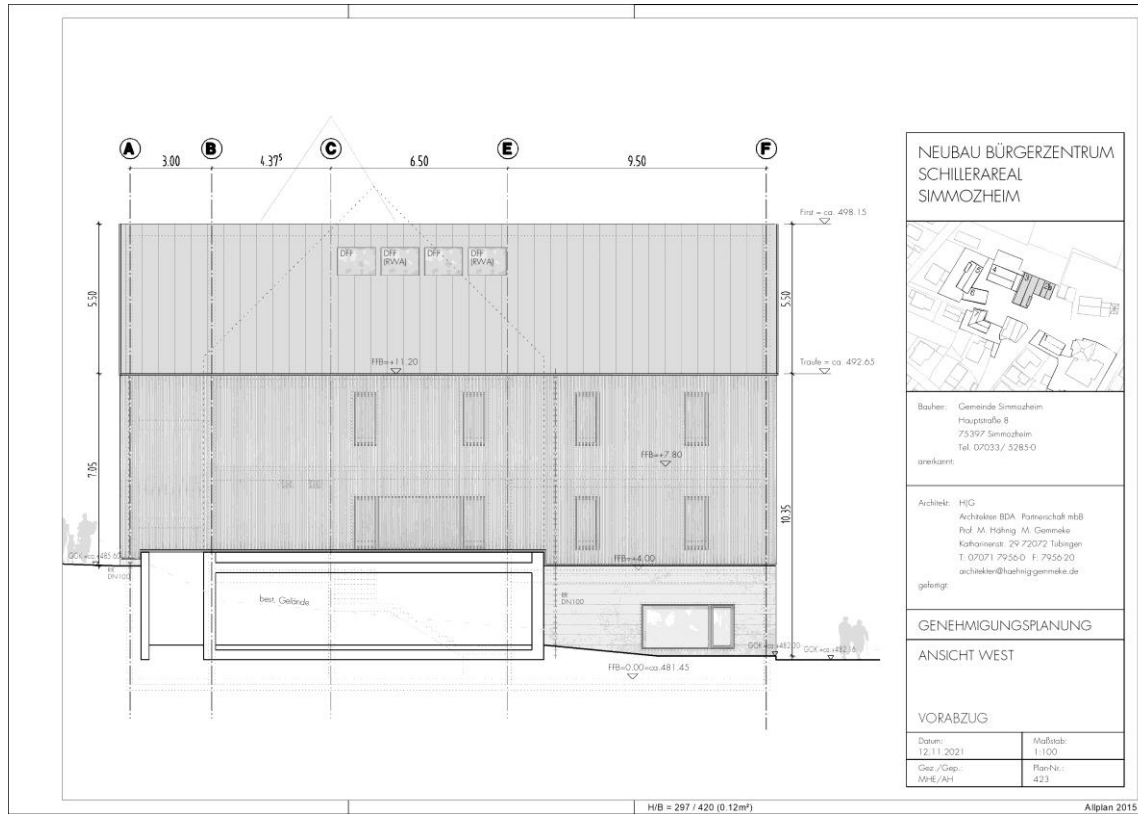 A
B
C
E
F
3.00
4.37⁵
6.50
9.50
First = ca. 498.15
DFF
DFF
(RWA)
DFF
DFF
(RWA)
5.50
5.50
FFB=+11.20
Traufe = ca. 492.65
7.05
FFB=+7.80
10.35
FFB=+4.00
DN100
best. Gelände
DN100
FFB=0.00=ca.481.45
NEUBAU BÜRGERZENTRUM
SCHILLERAREAL
SIMMOZHEIM
Bauherr: Gemeinde Simmozheim
Hauptstraße 8
75397 Simmozheim
Tel. 07033/ 5285-0
anerkannt:
Architekt: H|G
Architekten BDA Partnerschaft mbB
Prof. M. Hähnig M. Gemmeke
Katharinenstr. 29 72072 Tübingen
T: 07071 7956-0 F: 7956-20
architekten@haehnig-gemmeke.de
gefertigt:
GENEHMIGUNGSPLANUNG
ANSICHT WEST
VORABZUG
Datum:
12.11.2021
Maßstab:
1:100
Gez./Gep.:
MHE/AH
Plan-Nr.:
423
H/B = 297 / 420 (0.12m²)
Allplan 2015